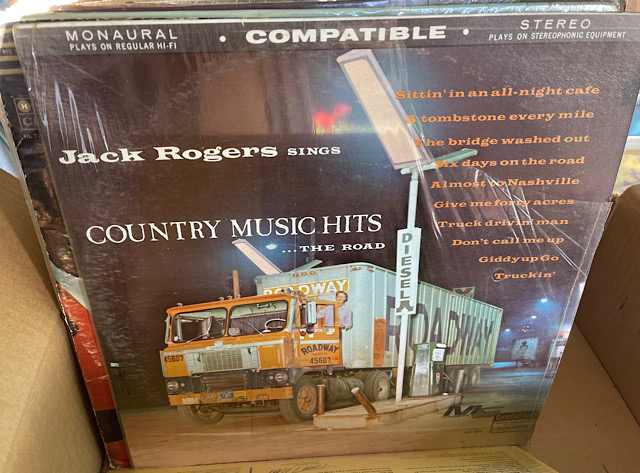 MONAURAL
PLAYS ON REGULAR HI-FI
• COMPATIBLE •
STEREO
PLAYS ON STEREOPHONIC EQUIPMENT
Sittin' in an all-night cafe
A tombstone every mile
The bridge washed out
Six days on the road
Almost to Nashville
Give me forty acres
Truck drivin' man
Don't call me up
Giddyup Go
Truckin'
Jack Rogers SINGS
COUNTRY MUSIC HITS
...THE ROAD
DIESEL
ROADWAY
ROADWAY
45607
ROADWAY
45607